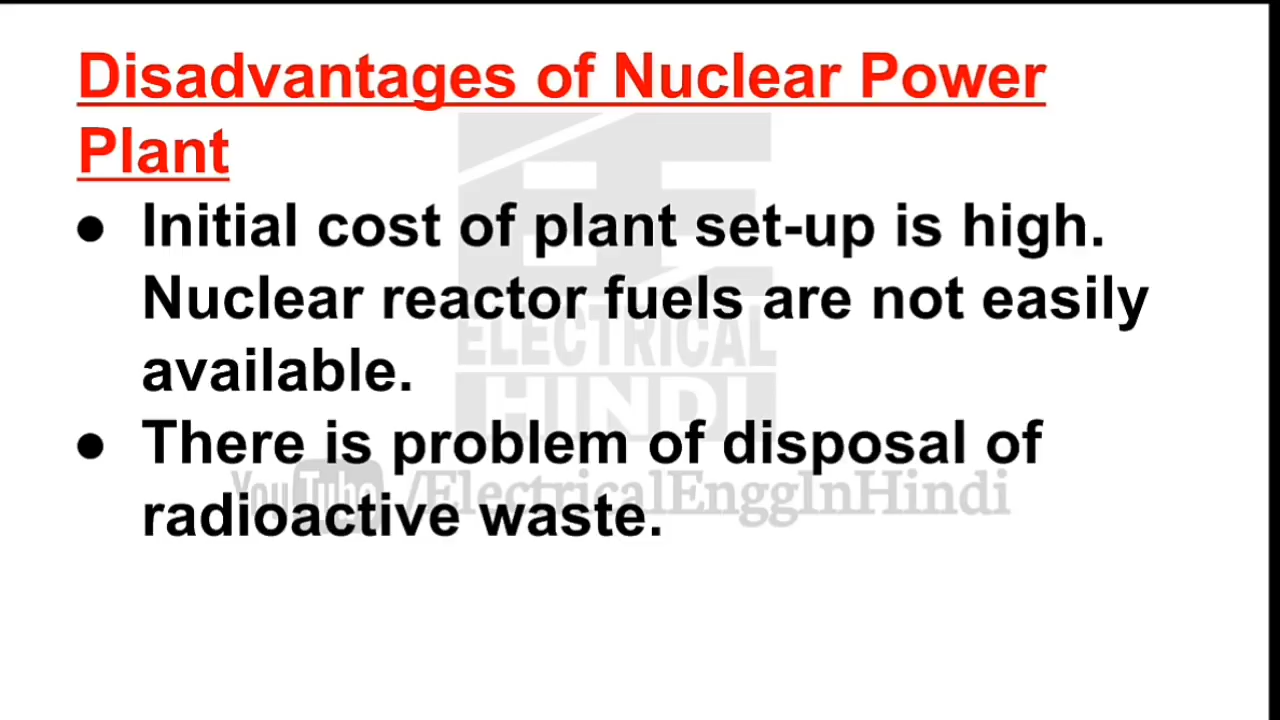 Disadvantages of Nuclear Power
Plant
● Initial cost of plant set-up is high.
Nuclear reactor fuels are not easily
available.
● There is problem of disposal of
radioactive waste.
ELECTRICAL
HINDI
YouTube /ElectricalEnggInHindi